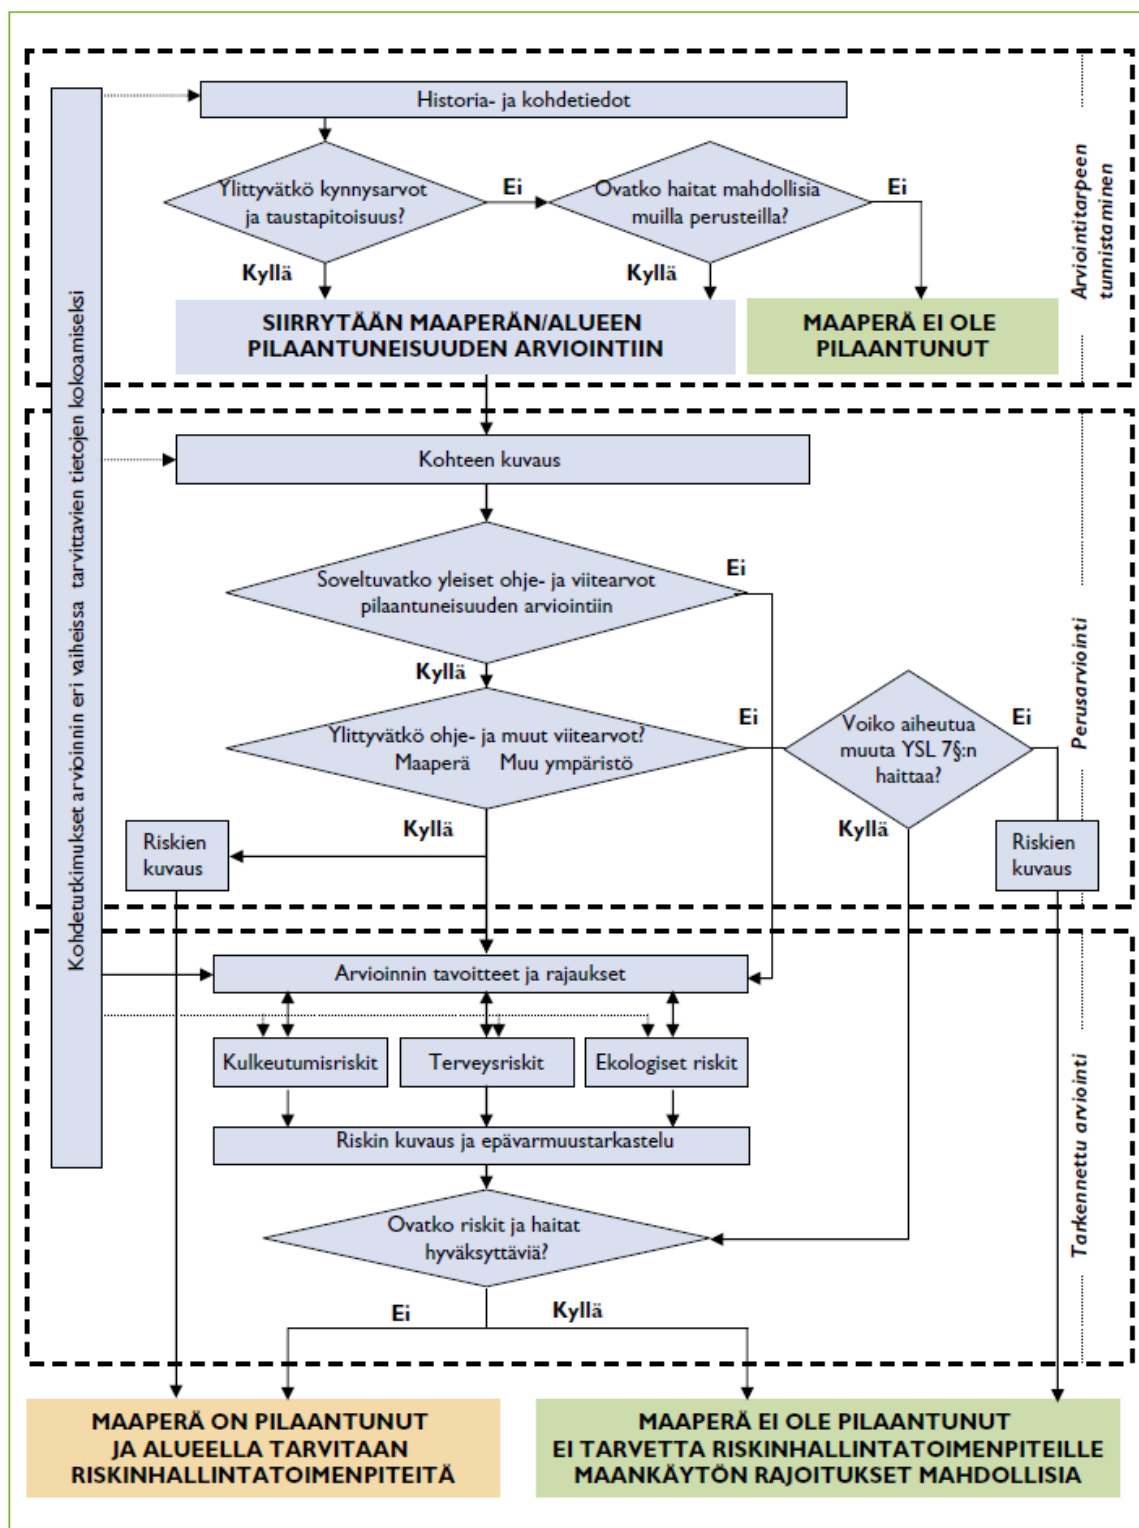 Historia- ja kohdetiedot
Ylittyvätkö kynnysarvot
ja taustapitoisuus?
Ei
Ovatko haitat mahdollisia
muilla perusteilla?
Ei
Kyllä
Kyllä
SIIRRYTÄÄN MAAPERÄN/ALUEEN
PILAANTUNEISUUDEN ARVIOINTIIN
MAAPERÄ EI OLE
PILAANTUNUT
Arviointitarpeen
tunnistaminen
Kohdetutkimukset arvioinnin eri vaiheissa tarvittavien tietojen kokoamiseksi
Kohteen kuvaus
Soveltuvatko yleiset ohje- ja viitearvot
pilaantuneisuuden arviointiin
Ei
Kyllä
Ylittyvätkö ohje- ja muut viitearvot?
Maaperä Muu ympäristö
Ei
Voiko aiheutua
muuta YSL 7§:n
haittaa?
Ei
Kyllä
Kyllä
Riskien
kuvaus
Riskien
kuvaus
Perusarviointi
Arvioinnin tavoitteet ja rajaukset
Kulkeutumisriskit
Terveysriskit
Ekologiset riskit
Riskin kuvaus ja epävarmuustarkastelu
Ovatko riskit ja haitat
hyväksyttäviä?
Ei
Kyllä
Tarkennettu arviointi
MAAPERÄ ON PILAANTUNUT
JA ALUEELLA TARVITAAN
RISKINHALLINTATOIMENPITEITÄ
MAAPERÄ EI OLE PILAANTUNUT
EI TARVETTA RISKINHALLINTATOIMENPITEILLE
MAANKÄYTÖN RAJOITUKSET MAHDOLLISIA